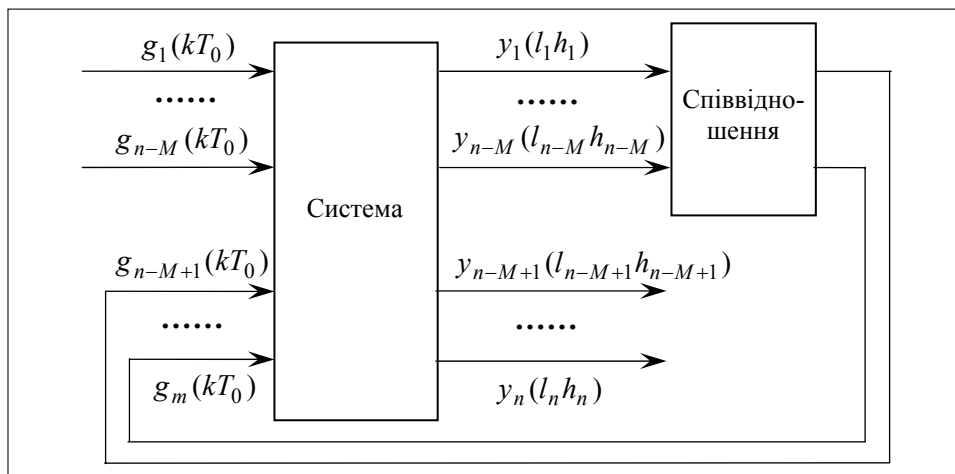 g₁(kT₀)
......
gₙ₋M(kT₀)
gₙ₋M₊₁(kT₀)
......
gₘ(kT₀)
Система
y₁(l₁h₁)
......
yₙ₋M(lₙ₋Mhₙ₋M)
yₙ₋M₊₁(lₙ₋M₊₁hₙ₋M₊₁)
......
yₙ(lₙhₙ)
Співвідно-
шення